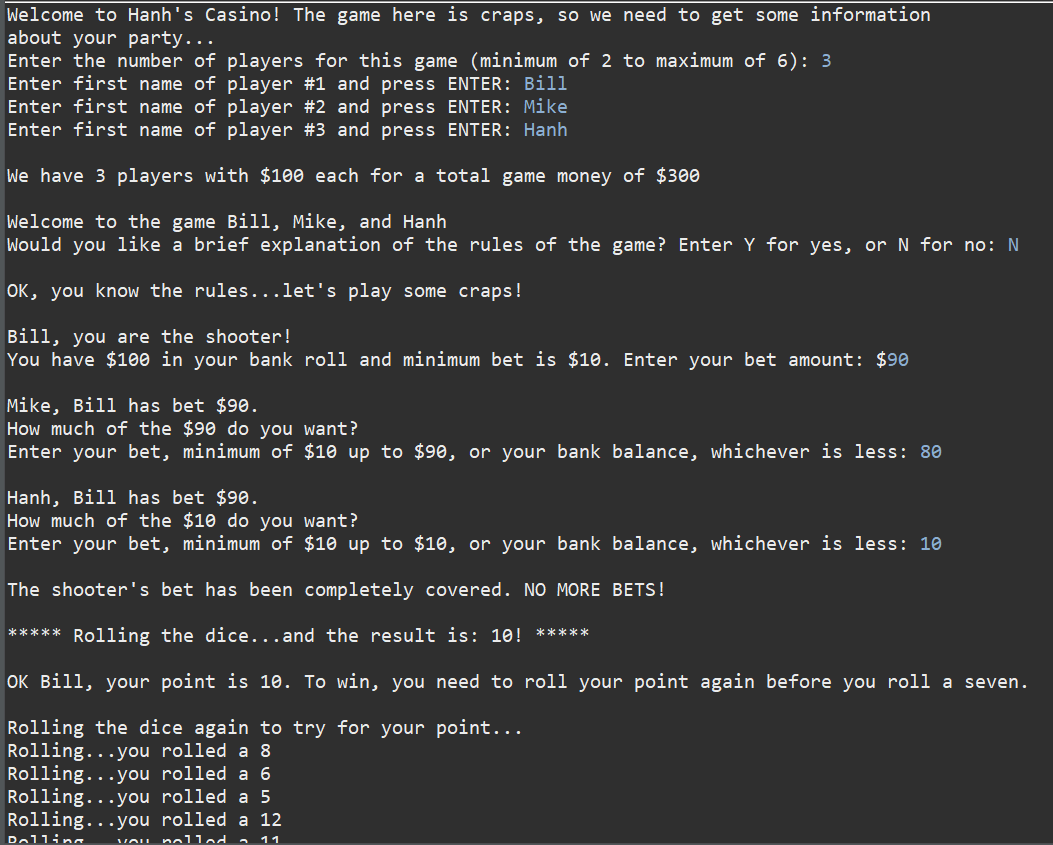 Welcome to Hanh's Casino! The game here is craps, so we need to get some information
about your party...
Enter the number of players for this game (minimum of 2 to maximum of 6): 3
Enter first name of player #1 and press ENTER: Bill
Enter first name of player #2 and press ENTER: Mike
Enter first name of player #3 and press ENTER: Hanh
We have 3 players with $100 each for a total game money of $300
Welcome to the game Bill, Mike, and Hanh
Would you like a brief explanation of the rules of the game? Enter Y for yes, or N for no: N
OK, you know the rules...let's play some craps!
Bill, you are the shooter!
You have $100 in your bank roll and minimum bet is $10. Enter your bet amount: $90
Mike, Bill has bet $90.
How much of the $90 do you want?
Enter your bet, minimum of $10 up to $90, or your bank balance, whichever is less: 80
Hanh, Bill has bet $90.
How much of the $10 do you want?
Enter your bet, minimum of $10 up to $10, or your bank balance, whichever is less: 10
The shooter's bet has been completely covered. NO MORE BETS!
***** Rolling the dice...and the result is: 10! *****
OK Bill, your point is 10. To win, you need to roll your point again before you roll a seven.
Rolling the dice again to try for your point...
Rolling...you rolled a 8
Rolling...you rolled a 6
Rolling...you rolled a 5
Rolling...you rolled a 12
Rolling...you rolled a 11